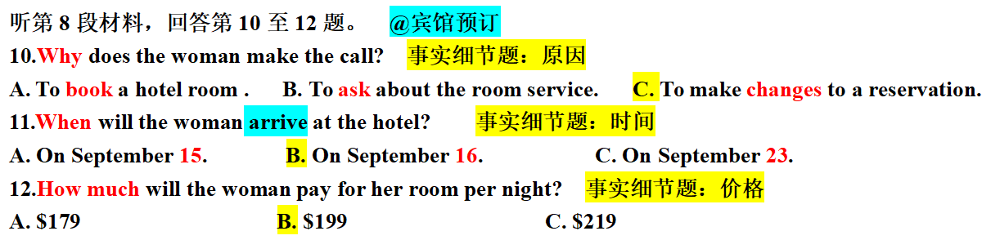 听第 8 段材料，回答第 10 至 12 题。 @宾馆预订
10.Why does the woman make the call? 事实细节题：原因
A. To book a hotel room . B. To ask about the room service. C. To make changes to a reservation.
11.When will the woman arrive at the hotel? 事实细节题：时间
A. On September 15. B. On September 16. C. On September 23.
12.How much will the woman pay for her room per night? 事实细节题：价格
A. $179 B. $199 C. $219